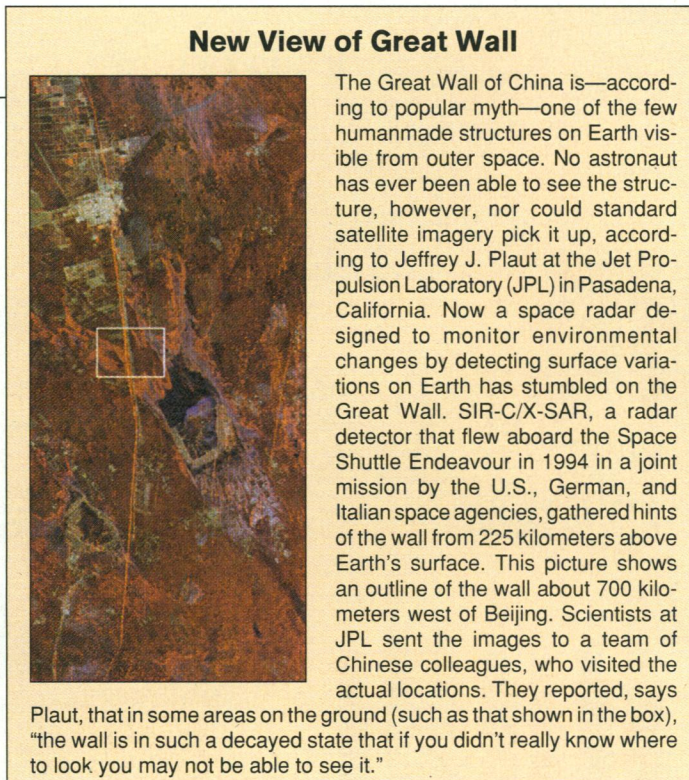 New View of Great Wall
The Great Wall of China is—accord-
ing to popular myth—one of the few
humanmade structures on Earth vis-
ible from outer space. No astronaut
has ever been able to see the struc-
ture, however, nor could standard
satellite imagery pick it up, accord-
ing to Jeffrey J. Plaut at the Jet Pro-
pulsion Laboratory (JPL) in Pasadena,
California. Now a space radar de-
signed to monitor environmental
changes by detecting surface varia-
tions on Earth has stumbled on the
Great Wall. SIR-C/X-SAR, a radar
detector that flew aboard the Space
Shuttle Endeavour in 1994 in a joint
mission by the U.S., German, and
Italian space agencies, gathered hints
of the wall from 225 kilometers above
Earth's surface. This picture shows
an outline of the wall about 700 kilo-
meters west of Beijing. Scientists at
JPL sent the images to a team of
Chinese colleagues, who visited the
actual locations. They reported, says
Plaut, that in some areas on the ground (such as that shown in the box),
“the wall is in such a decayed state that if you didn't really know where
to look you may not be able to see it.”